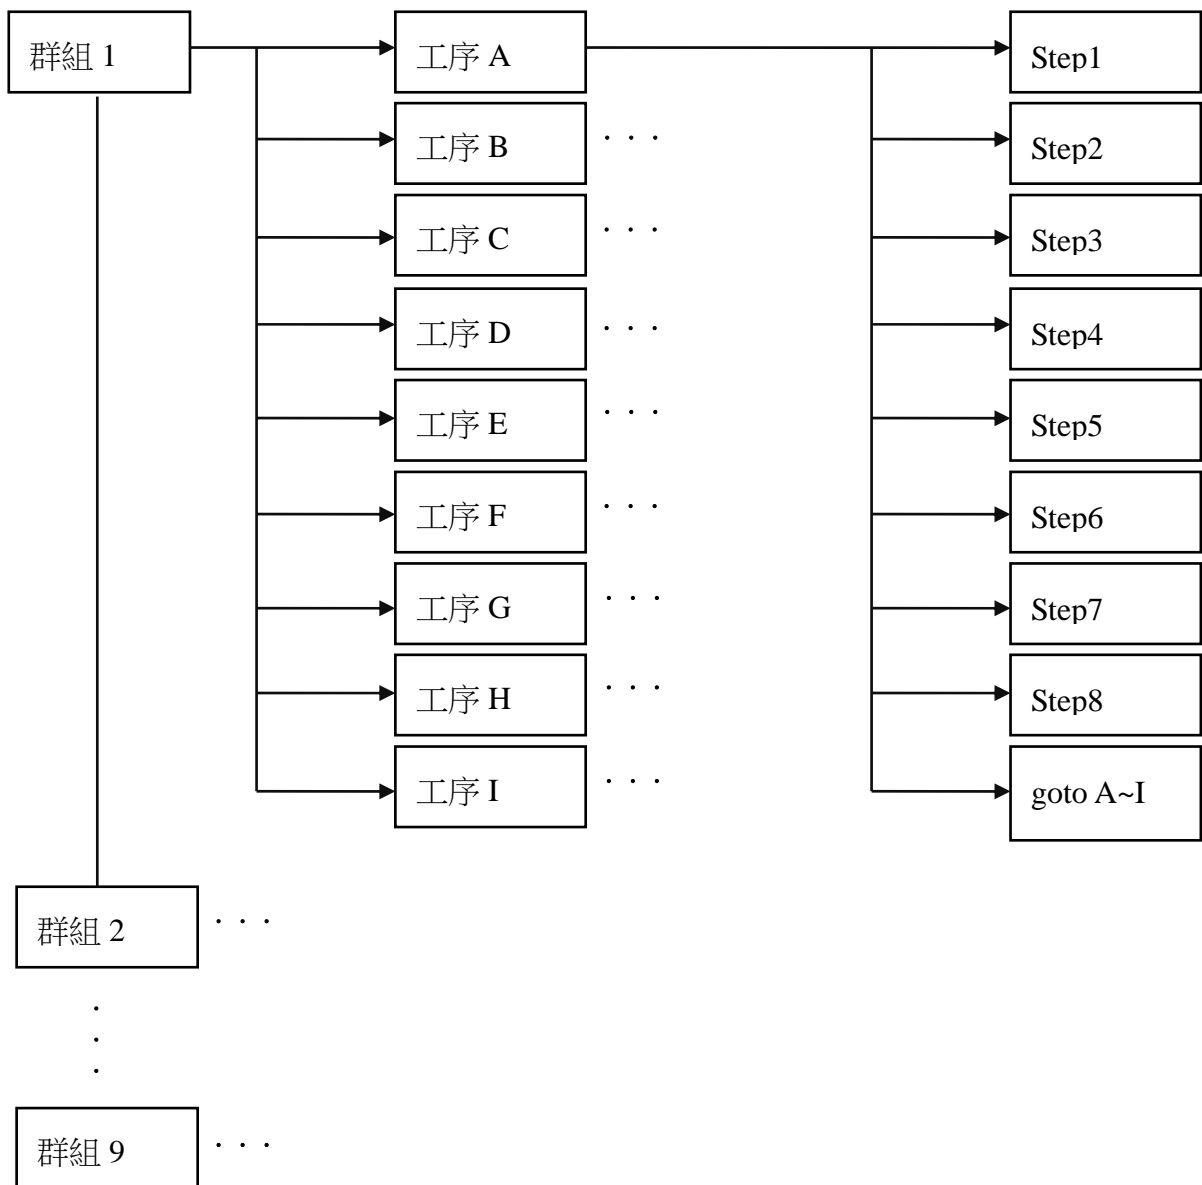 群組 1
工序 A
Step1
工序 B
· · ·
Step2
工序 C
· · ·
Step3
工序 D
· · ·
Step4
工序 E
· · ·
Step5
工序 F
· · ·
Step6
工序 G
· · ·
Step7
工序 H
· · ·
Step8
工序 I
· · ·
goto A~I
群組 2
· · ·
·
·
·
群組 9
· · ·